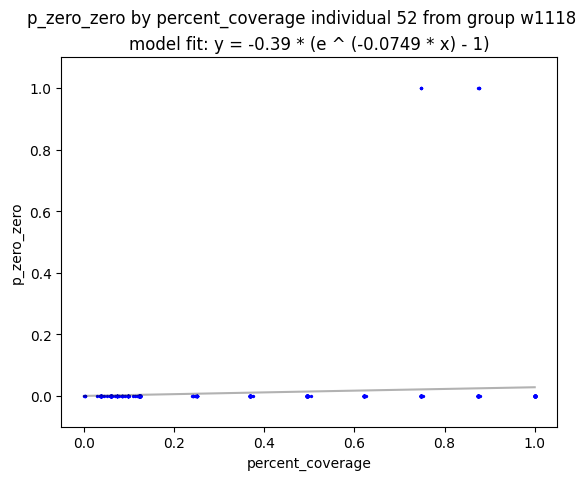 p_zero_zero by percent_coverage individual 52 from group w1118
model fit: y = -0.39 * (e ^ (-0.0749 * x) - 1)
1.0
0.8
0.6
0.4
0.2
0.0
p_zero_zero
0.0 0.2 0.4 0.6 0.8 1.0
percent_coverage